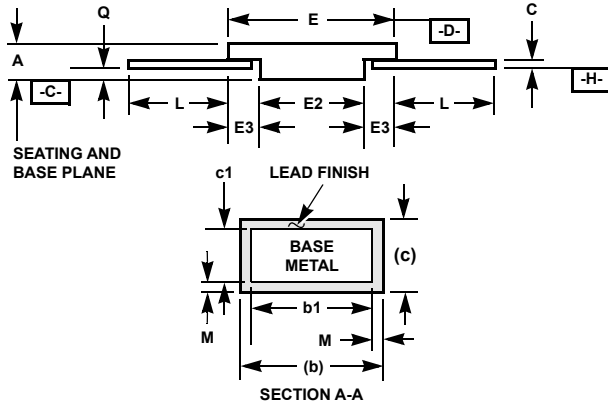 E
-D-
C
Q
A
-C-
-H-
L
E2
L
E3
E3
SEATING AND
BASE PLANE
c1
LEAD FINISH
BASE
METAL
(c)
b1
M
M
(b)
SECTION A-A